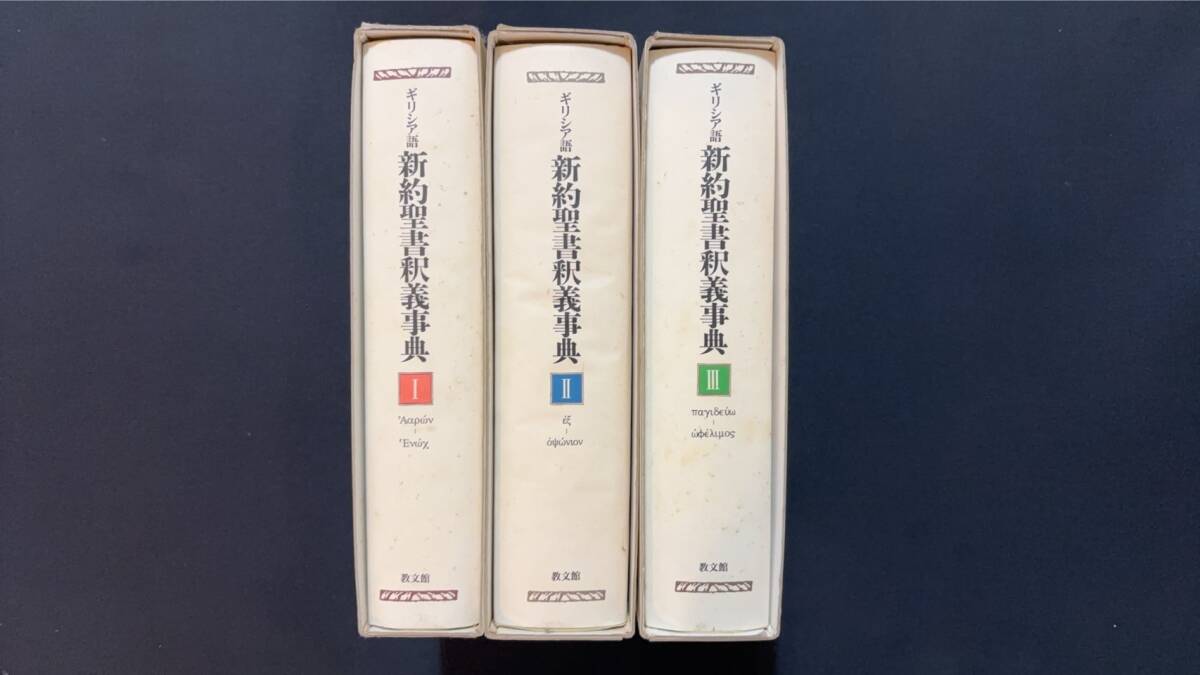 ギリシア語
新約聖書釈義事典
I
Ἀαρών
–
Ἑνώχ
教文館
ギリシア語
新約聖書釈義事典
II
ἐξ
–
ὀψώνιον
教文館
ギリシア語
新約聖書釈義事典
III
παγιδεύω
–
ὠφέλιμος
教文館